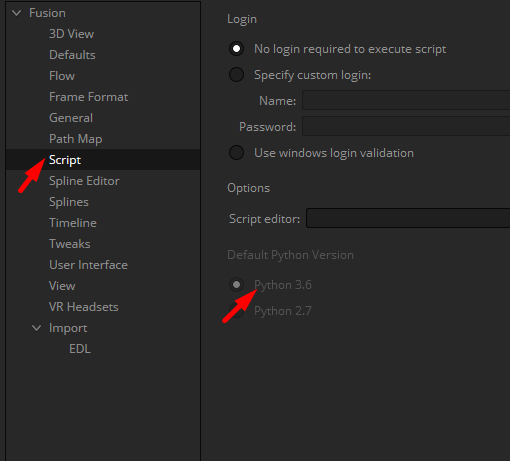 Fusion
3D View
Defaults
Flow
Frame Format
General
Path Map
Script
Spline Editor
Splines
Timeline
Tweaks
User Interface
View
VR Headsets
Import
EDL
Login
No login required to execute script
Specify custom login:
Name:
Password:
Use windows login validation
Options
Script editor:
Default Python Version
Python 3.6
Python 2.7